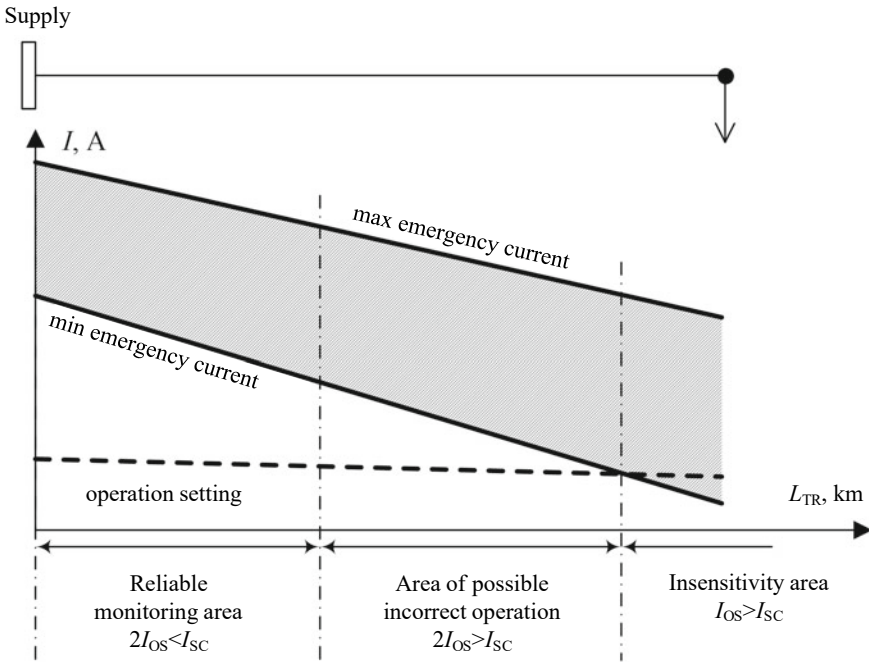 Supply
I, A
max emergency current
min emergency current
operation setting
L_TR, km
Reliable
monitoring area
2I_OS<I_SC
Area of possible
incorrect operation
2I_OS>I_SC
Insensitivity area
I_OS>I_SC